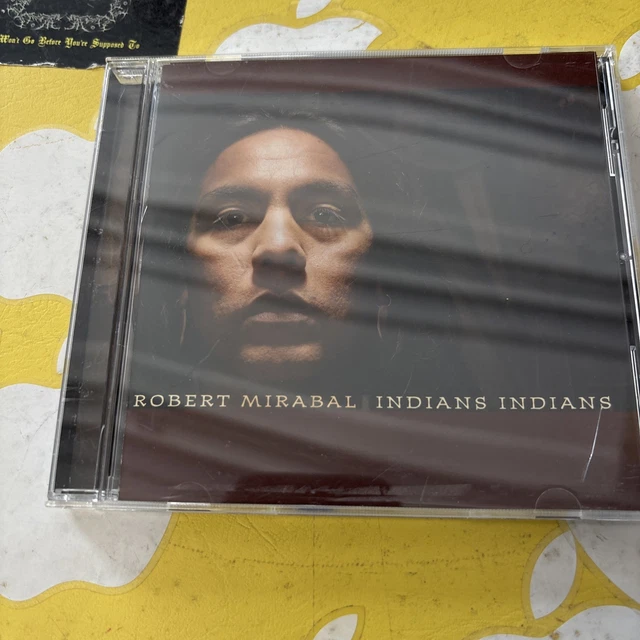 Won't Go Before You're Supposed To
ROBERT MIRABAL INDIANS INDIANS